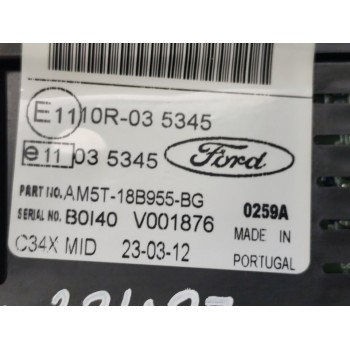 E11 10R-03 5345
e11 03 5345 Ford
PART NO. AM5T-18B955-BG
SERIAL NO. B0140 V001876 0259A
C34X MID 23-03-12 MADE IN
PORTUGAL